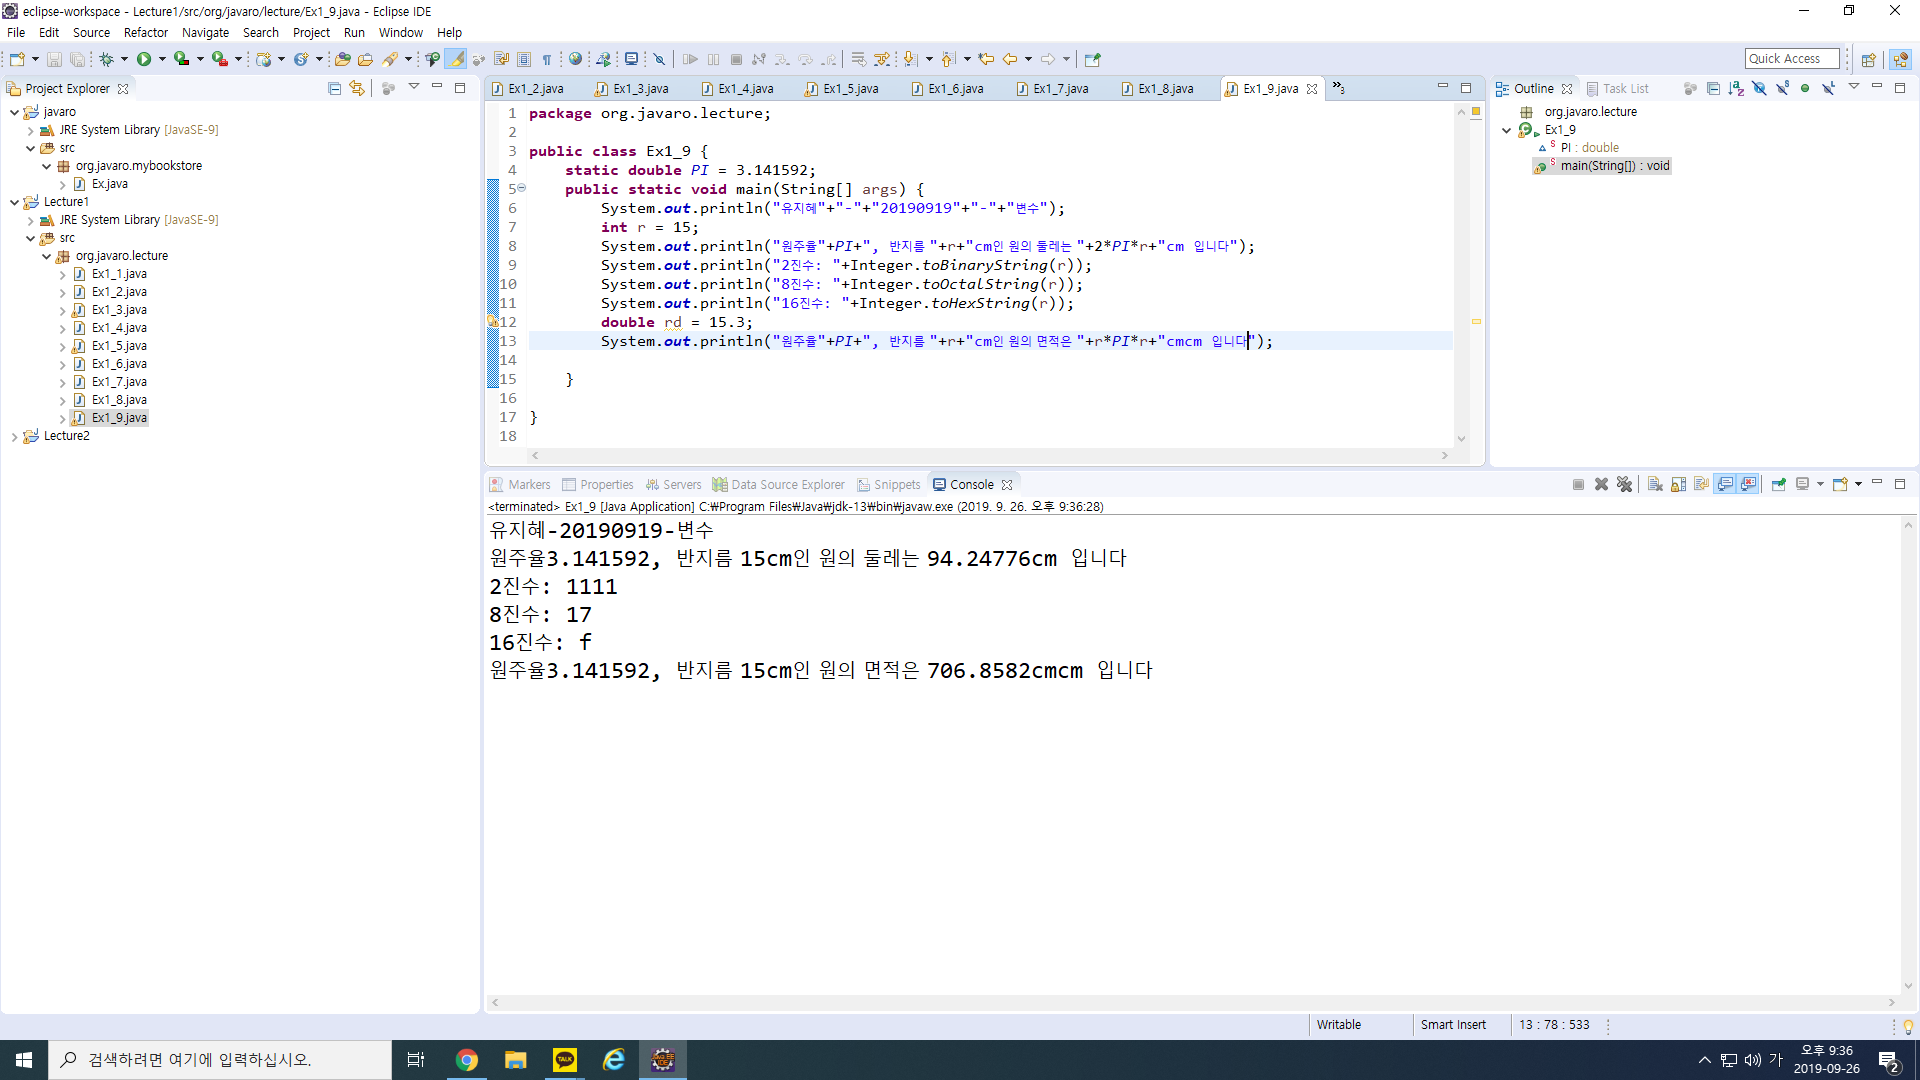 eclipse-workspace - Lecture1/src/org/javaro/lecture/Ex1_9.java - Eclipse IDE
File Edit Source Refactor Navigate Search Project Run Window Help
Quick Access
Project Explorer
javaro
JRE System Library [JavaSE-9]
src
org.javaro.mybookstore
Ex.java
Lecture1
JRE System Library [JavaSE-9]
src
org.javaro.lecture
Ex1_1.java
Ex1_2.java
Ex1_3.java
Ex1_4.java
Ex1_5.java
Ex1_6.java
Ex1_7.java
Ex1_8.java
Ex1_9.java
Lecture2
Ex1_2.java Ex1_3.java Ex1_4.java Ex1_5.java Ex1_6.java Ex1_7.java Ex1_8.java Ex1_9.java »3
1 package org.javaro.lecture;
2
3 public class Ex1_9 {
4 static double PI = 3.141592;
5 public static void main(String[] args) {
6 System.out.println("유지혜"+"-"+"20190919"+"-"+"변수");
7 int r = 15;
8 System.out.println("원주율"+PI+", 반지름 "+r+"cm인 원의 둘레는 "+2*PI*r+"cm 입니다");
9 System.out.println("2진수: "+Integer.toBinaryString(r));
10 System.out.println("8진수: "+Integer.toOctalString(r));
11 System.out.println("16진수: "+Integer.toHexString(r));
12 double rd = 15.3;
13 System.out.println("원주율"+PI+", 반지름 "+r+"cm인 원의 면적은 "+r*PI*r+"cmcm 입니다");
14
15 }
16
17 }
18
Outline Task List
org.javaro.lecture
Ex1_9
PI : double
main(String[]) : void
Markers Properties Servers Data Source Explorer Snippets Console
<terminated> Ex1_9 [Java Application] C:₩Program Files₩Java₩jdk-13₩bin₩javaw.exe (2019. 9. 26. 오후 9:36:28)
유지혜-20190919-변수
원주율3.141592, 반지름 15cm인 원의 둘레는 94.24776cm 입니다
2진수: 1111
8진수: 17
16진수: f
원주율3.141592, 반지름 15cm인 원의 면적은 706.8582cmcm 입니다
Writable Smart Insert 13 : 78 : 533
검색하려면 여기에 입력하십시오.
TALK
가
오후 9:36
2019-09-26
2